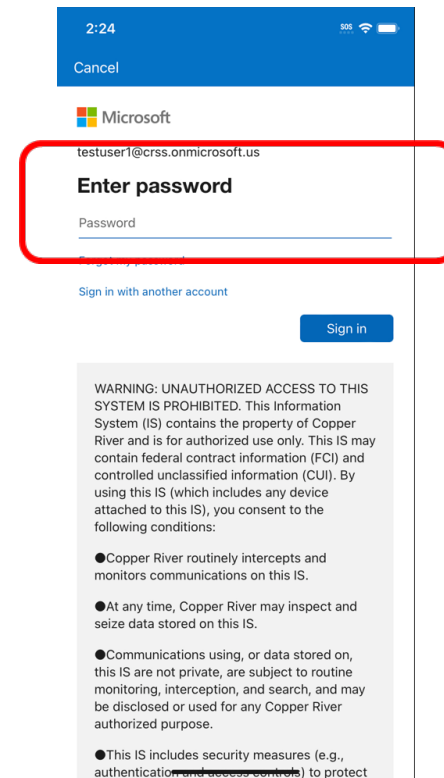 2:24 SOS
Cancel
Microsoft
testuser1@crss.onmicrosoft.us
Enter password
Password
Forgot my password
Sign in with another account
Sign in
WARNING: UNAUTHORIZED ACCESS TO THIS
SYSTEM IS PROHIBITED. This Information
System (IS) contains the property of Copper
River and is for authorized use only. This IS may
contain federal contract information (FCI) and
controlled unclassified information (CUI). By
using this IS (which includes any device
attached to this IS), you consent to the
following conditions:
●Copper River routinely intercepts and
monitors communications on this IS.
●At any time, Copper River may inspect and
seize data stored on this IS.
●Communications using, or data stored on,
this IS are not private, are subject to routine
monitoring, interception, and search, and may
be disclosed or used for any Copper River
authorized purpose.
●This IS includes security measures (e.g.,
authentication and access controls) to protect